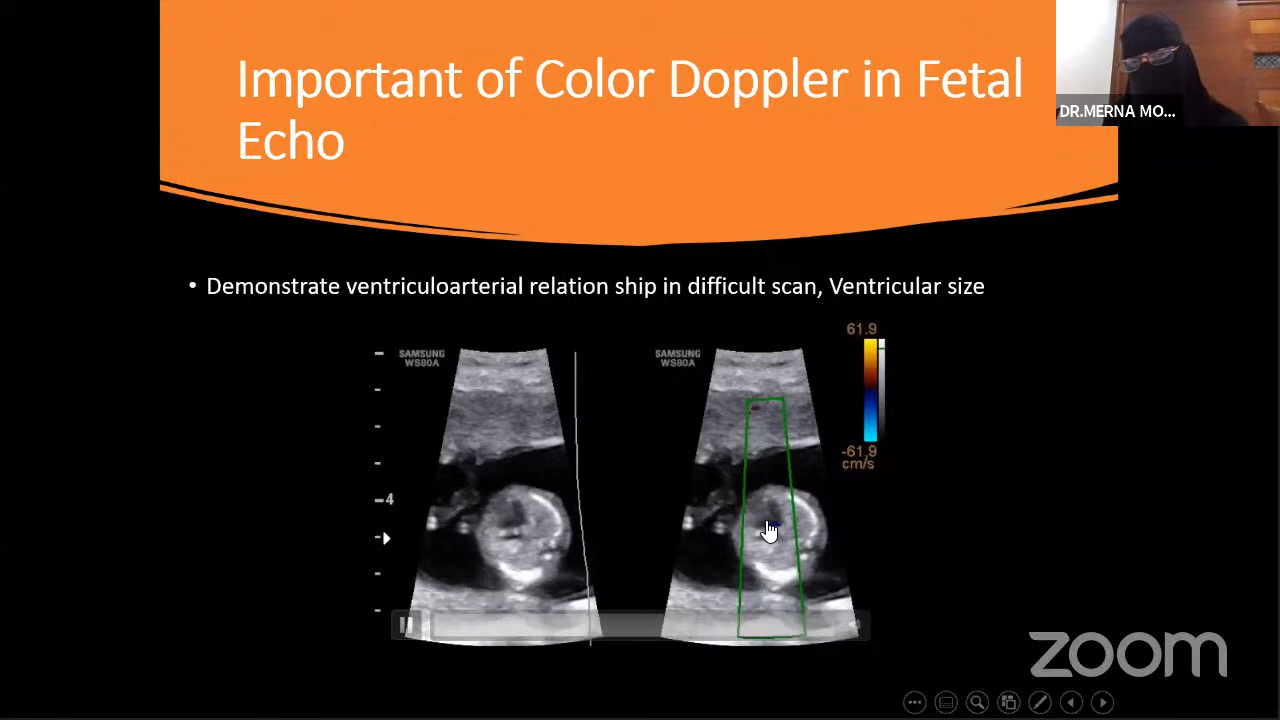 Important of Color Doppler in Fetal
Echo
DR.MERNA MO...
• Demonstrate ventriculoarterial relation ship in difficult scan, Ventricular size
SAMSUNG
WS80A
4
SAMSUNG
WS80A
61.9
-61.9
cm/s
zoom